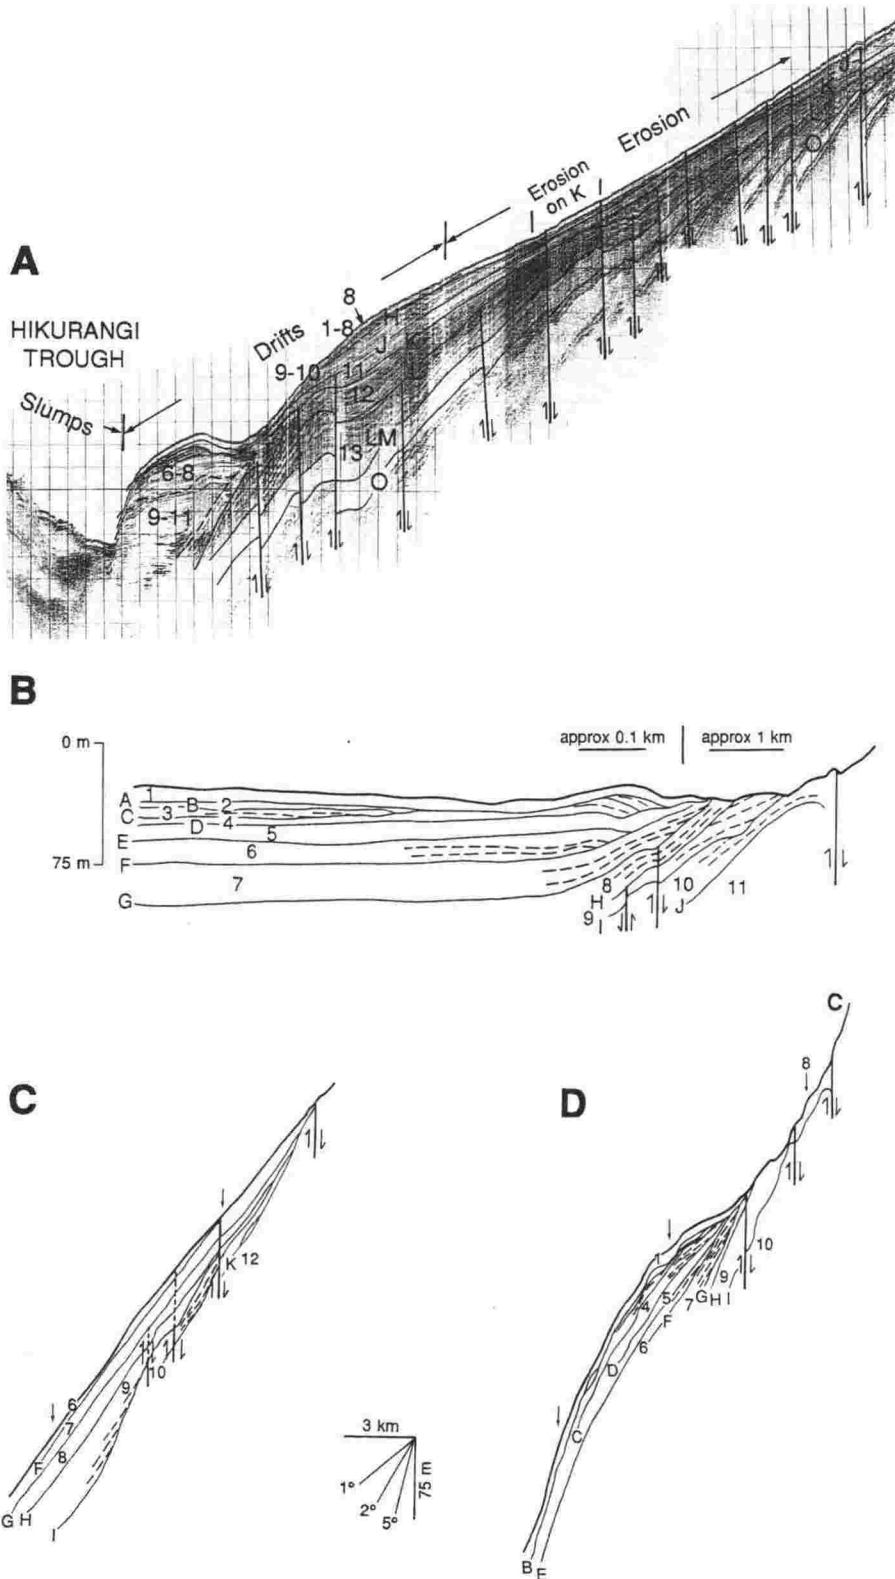 A
HIKURANGI
TROUGH
Slumps
Drifts
Erosion
on K
Erosion
8
1-8
H
J
K
9-10
11
12
L
LM
13
O
6-8
9-11
J
K
L
O
B
0 m
75 m
approx 0.1 km
approx 1 km
1
A
B
2
C
3
D
4
5
E
6
F
7
G
8
H
9
I
10
J
11
C
K
12
10
9
6
7
F
8
G
H
I
3 km
75 m
1°
2°
5°
D
C
8
10
1
9
I
G
H
7
5
F
4
6
D
C
B
E